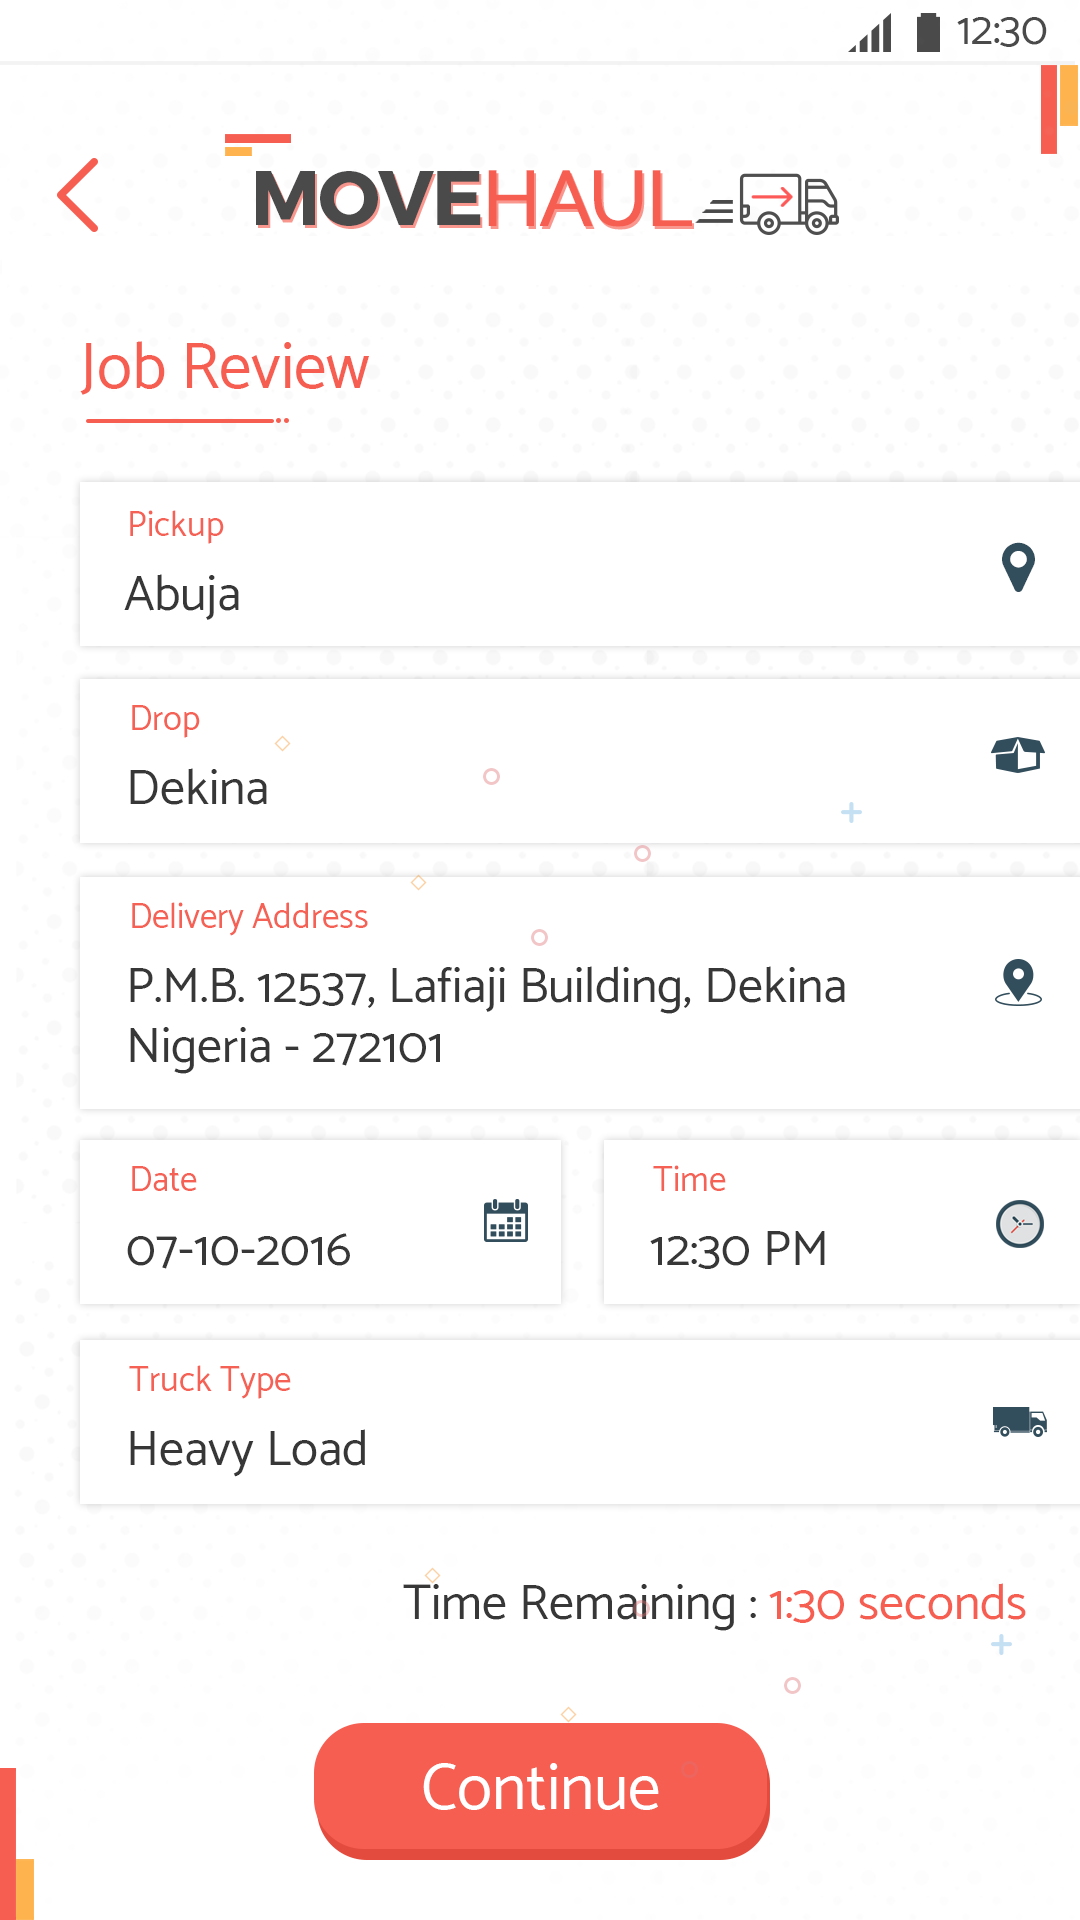 12:30
MOVEHAUL
Job Review
Pickup
Abuja
Drop
Dekina
Delivery Address
P.M.B. 12537, Lafiaji Building, Dekina
Nigeria - 272101
Date
07-10-2016
Time
12:30 PM
Truck Type
Heavy Load
Time Remaining : 1:30 seconds
Continue